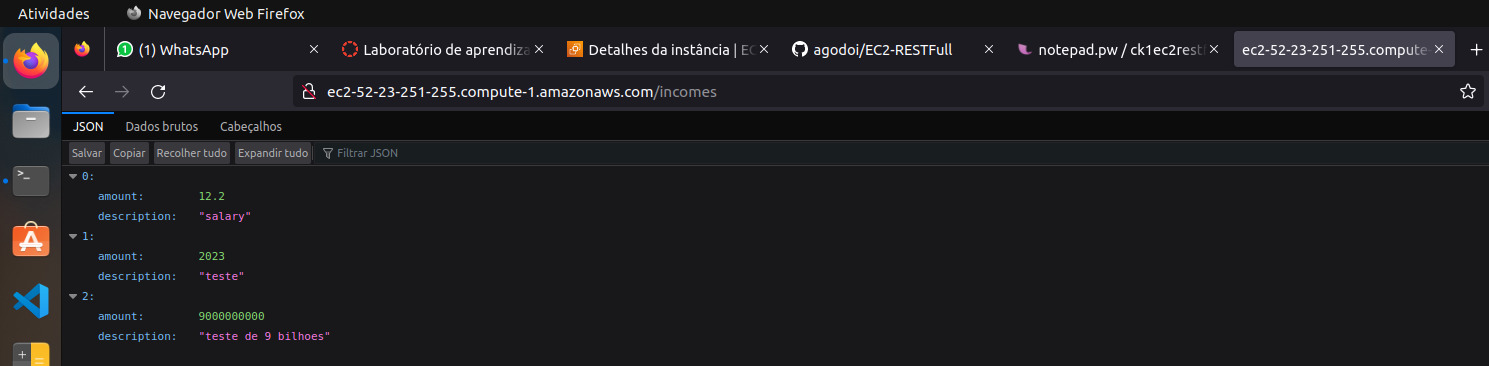 Atividades Navegador Web Firefox
(1) WhatsApp Laboratório de aprendiza Detalhes da instância | EC agodoi/EC2-RESTFull notepad.pw / ck1ec2rest ec2-52-23-251-255.compute-
ec2-52-23-251-255.compute-1.amazonaws.com/incomes
JSON Dados brutos Cabeçalhos
Salvar Copiar Recolher tudo Expandir tudo Filtrar JSON
0:
amount: 12.2
description: "salary"
1:
amount: 2023
description: "teste"
2:
amount: 9000000000
description: "teste de 9 bilhoes"